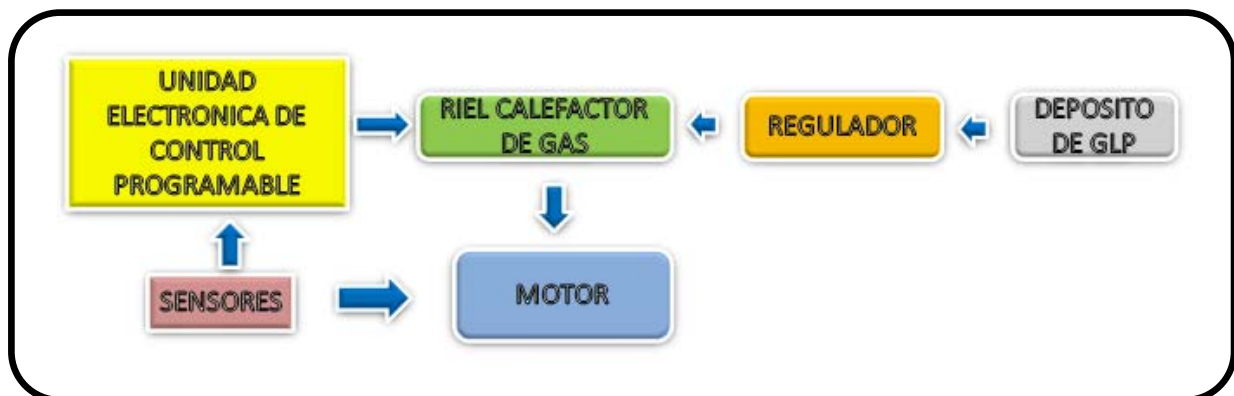 UNIDAD
ELECTRONICA DE
CONTROL
PROGRAMABLE
RIEL CALEFACTOR
DE GAS
REGULADOR
DEPOSITO
DE GLP
SENSORES
MOTOR